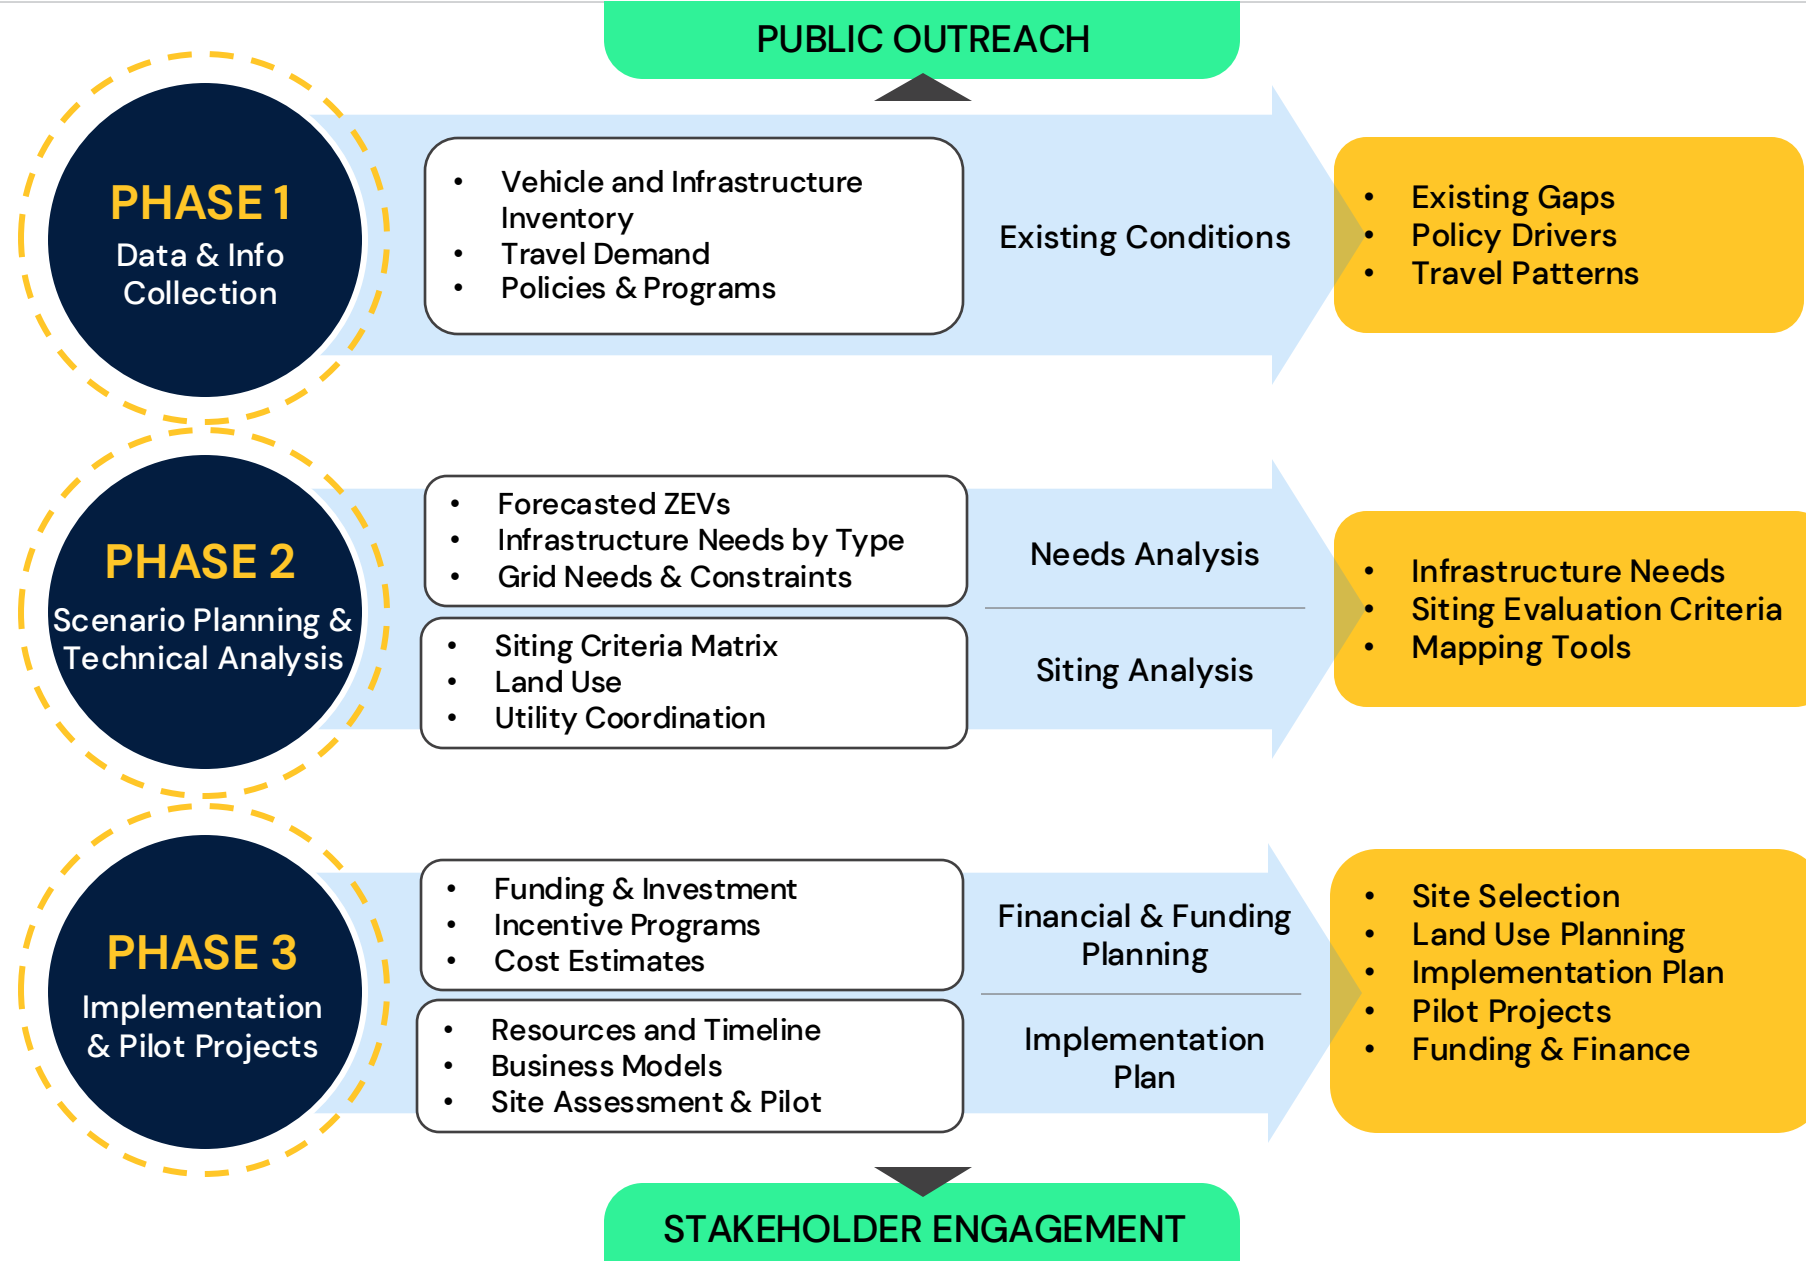 PUBLIC OUTREACH
PHASE 1
Data & Info
Collection
• Vehicle and Infrastructure
Inventory
• Travel Demand
• Policies & Programs
Existing Conditions
• Existing Gaps
• Policy Drivers
• Travel Patterns
PHASE 2
Scenario Planning &
Technical Analysis
• Forecasted ZEVs
• Infrastructure Needs by Type
• Grid Needs & Constraints
• Siting Criteria Matrix
• Land Use
• Utility Coordination
Needs Analysis
Siting Analysis
• Infrastructure Needs
• Siting Evaluation Criteria
• Mapping Tools
PHASE 3
Implementation
& Pilot Projects
• Funding & Investment
• Incentive Programs
• Cost Estimates
• Resources and Timeline
• Business Models
• Site Assessment & Pilot
Financial & Funding
Planning
Implementation
Plan
• Site Selection
• Land Use Planning
• Implementation Plan
• Pilot Projects
• Funding & Finance
STAKEHOLDER ENGAGEMENT